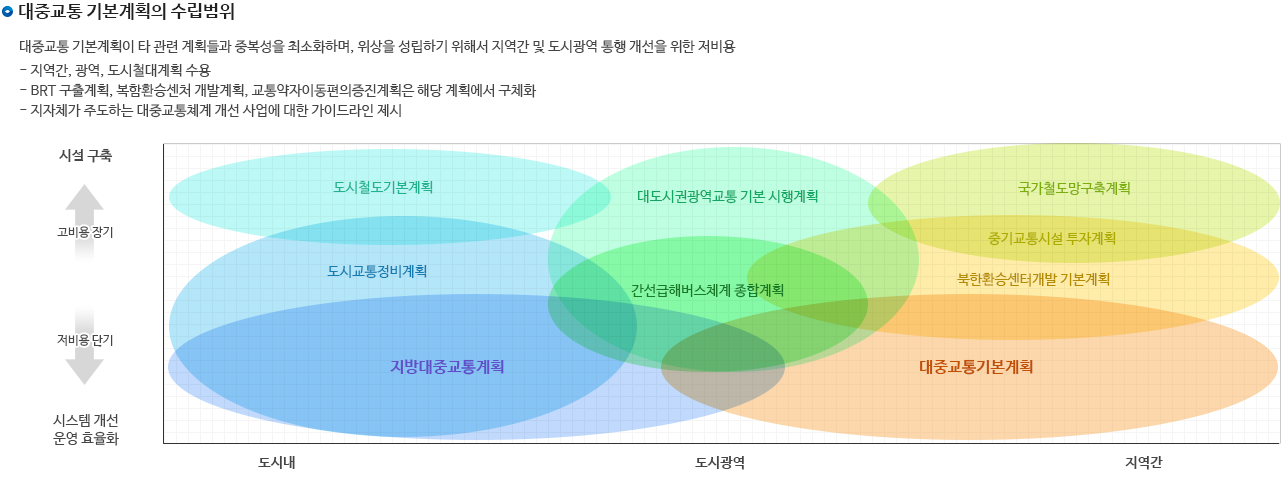 대중교통 기본계획의 수립범위
대중교통 기본계획이 타 관련 계획들과 중복성을 최소화하며, 위상을 성립하기 위해서 지역간 및 도시광역 통행 개선을 위한 저비용
- 지역간, 광역, 도시철대계획 수용
- BRT 구출계획, 복함환승센처 개발계획, 교통약자이동편의증진계획은 해당 계획에서 구체화
- 지자체가 주도하는 대중교통체계 개선 사업에 대한 가이드라인 제시
시설 구축
고비용 장기
저비용 단기
시스템 개선
운영 효율화
도시철도기본계획
대도시권광역교통 기본 시행계획
국가철도망구축계획
중기교통시설 투자계획
도시교통정비계획
북한환승센터개발 기본계획
간선급해버스체계 종합계획
지방대중교통계획
대중교통기본계획
도시내
도시광역
지역간